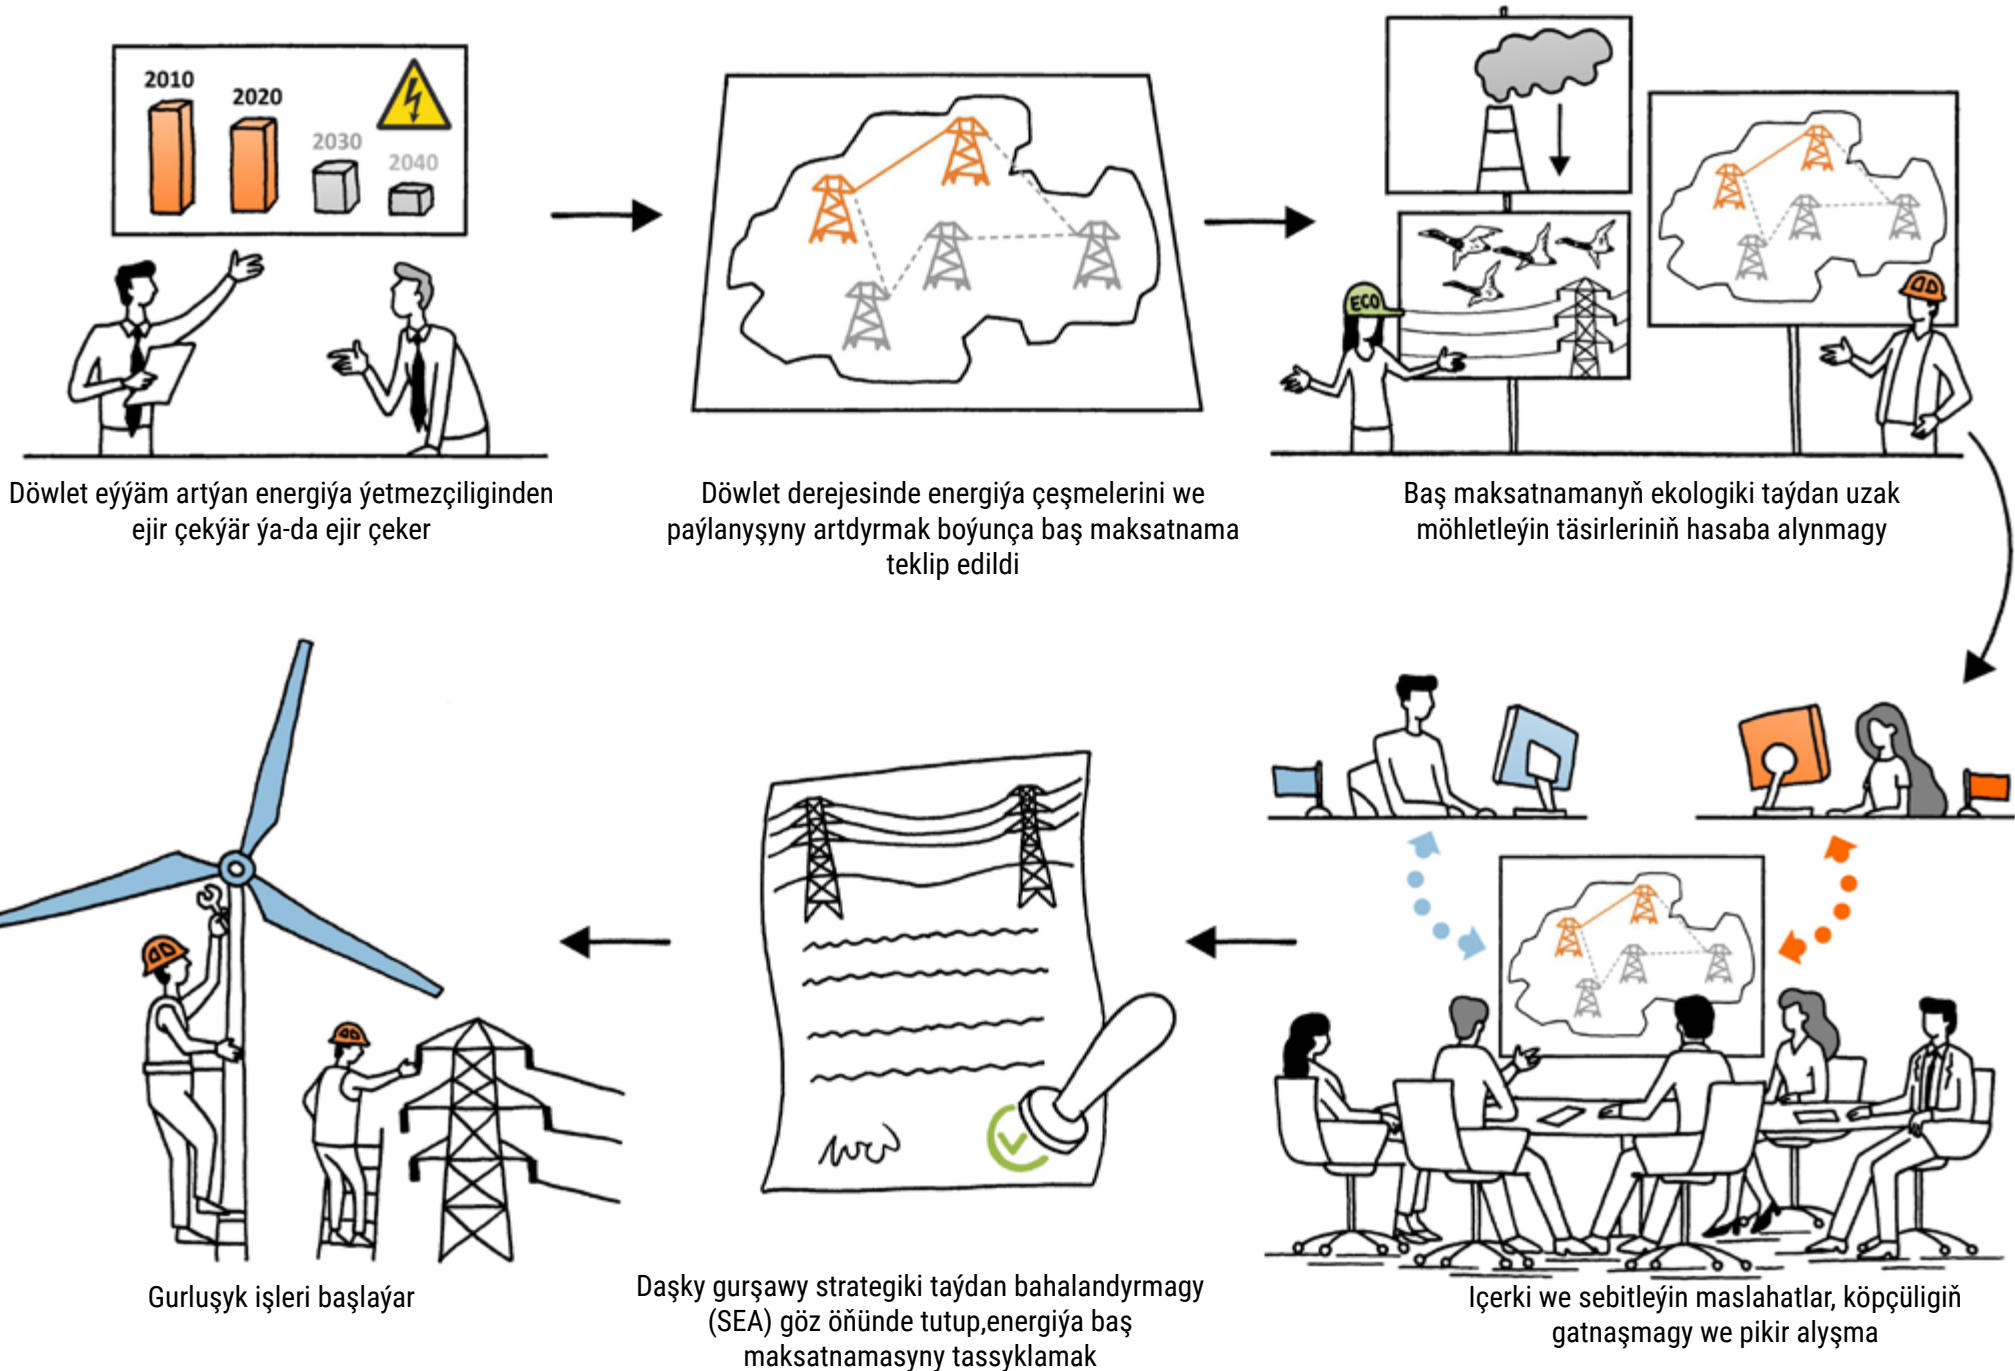 2010
2020
2030
2040
Döwlet eýýäm artýan energiýa ýetmezçiliginden
ejir çekýär ýa-da ejir çeker
Döwlet derejesinde energiýa çeşmelerini we
paýlanyşyny artdyrmak boýunça baş maksatnama
teklip edildi
ECO
Baş maksatnamanyň ekologiki taýdan uzak
möhletleýin täsirleriniň hasaba alynmagy
Içerki we sebitleýin maslahatlar, köpçüligiň
gatnaşmagy we pikir alyşma
Daşky gurşawy strategiki taýdan bahalandyrmagy
(SEA) göz öňünde tutup,energiýa baş
maksatnamasyny tassyklamak
Gurluşyk işleri başlaýar